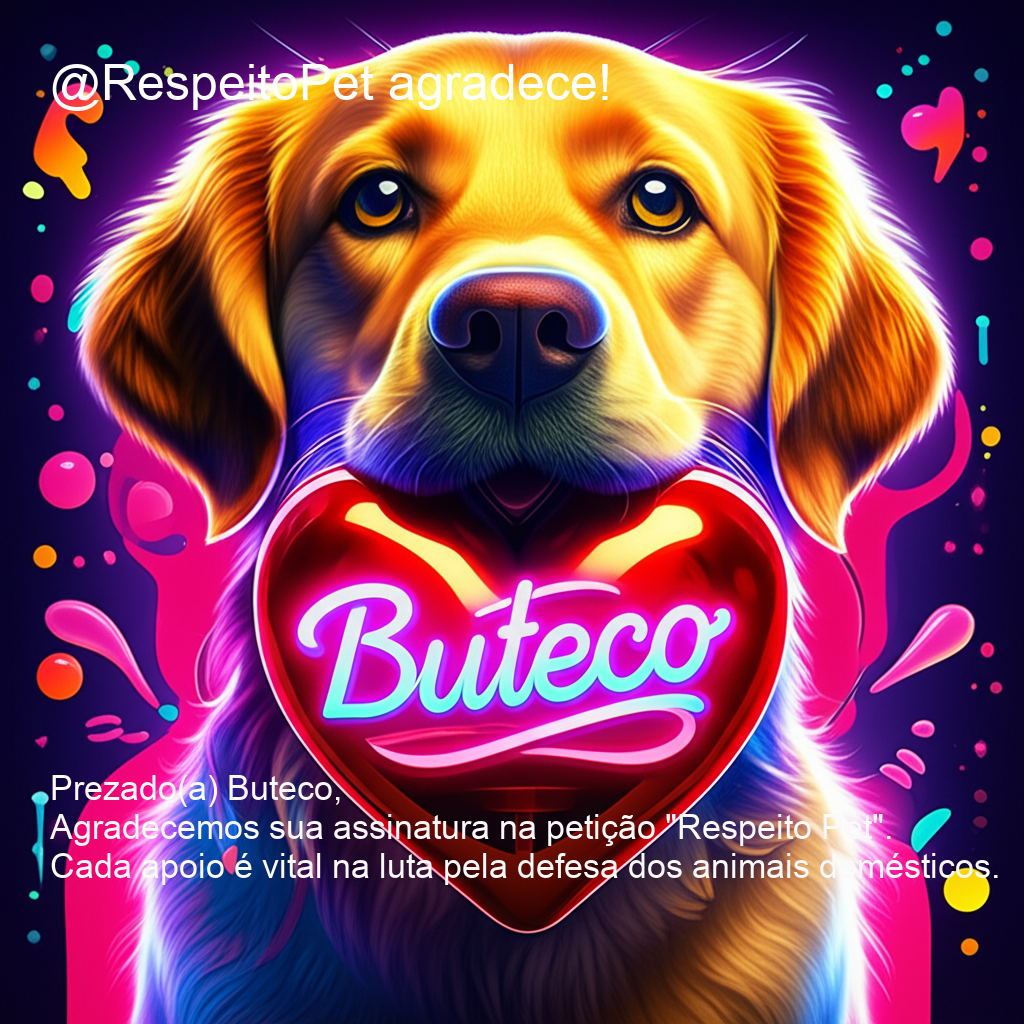 @RespeitoPet agradece!
Buteco
Prezado(a) Buteco,
Agradecemos sua assinatura na petição "Respeito Pet".
Cada apoio é vital na luta pela defesa dos animais domésticos.